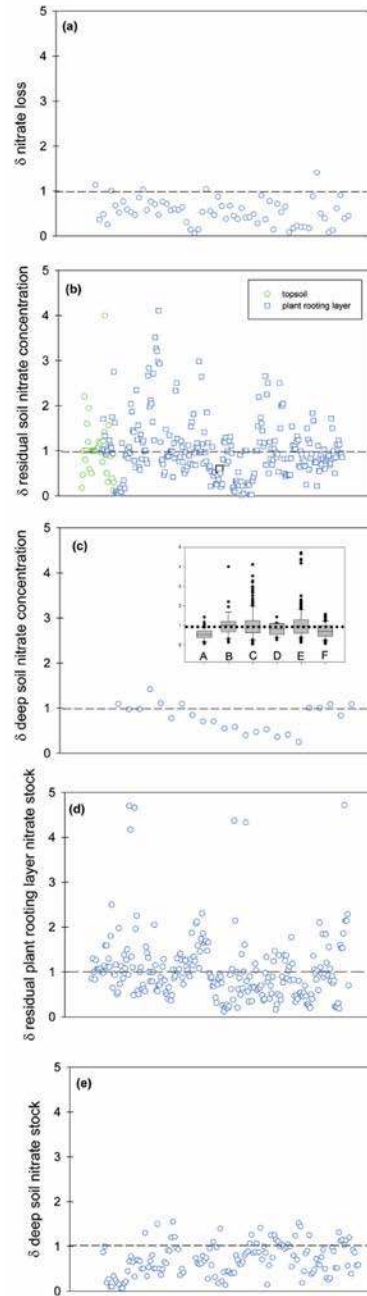 (a)
δ nitrate loss
5
4
3
2
1
0
(b)
topsoil
plant rooting layer
δ residual soil nitrate concentration
5
4
3
2
1
0
(c)
δ deep soil nitrate concentration
5
4
3
2
1
0
A B C D E F
(d)
δ residual plant rooting layer nitrate stock
5
4
3
2
1
0
(e)
δ deep soil nitrate stock
5
4
3
2
1
0